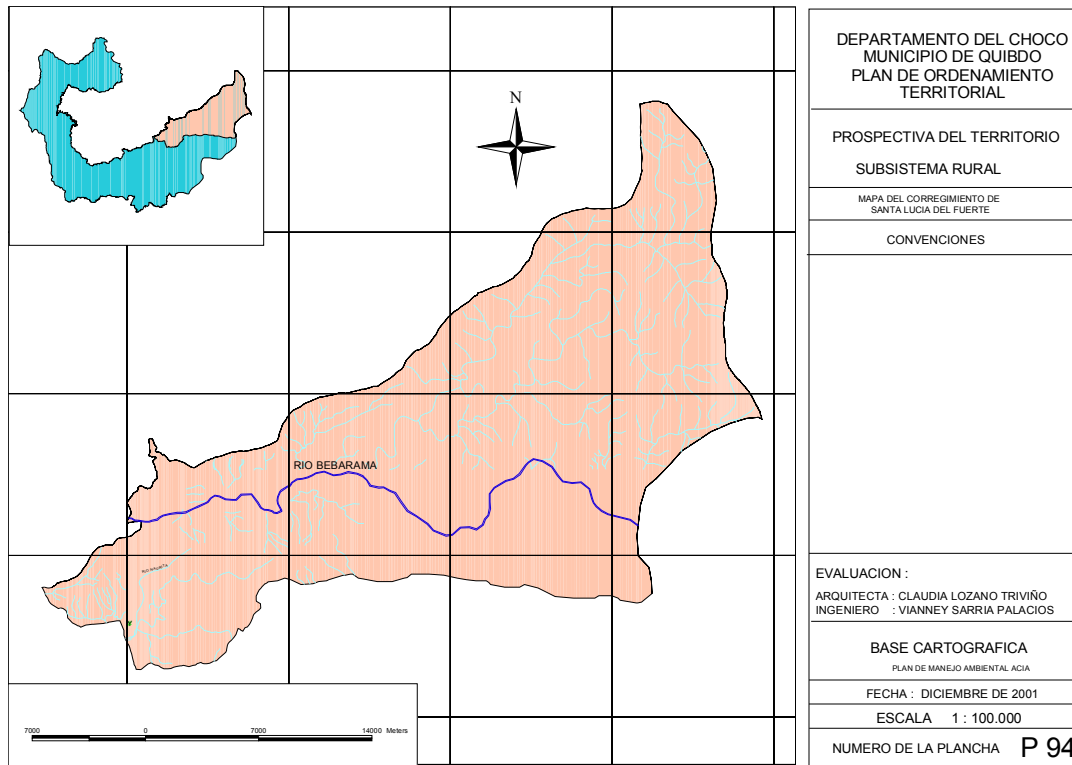 DEPARTAMENTO DEL CHOCO
MUNICIPIO DE QUIBDO
PLAN DE ORDENAMIENTO
TERRITORIAL
PROSPECTIVA DEL TERRITORIO
SUBSISTEMA RURAL
MAPA DEL CORREGIMIENTO DE
SANTA LUCIA DEL FUERTE
CONVENCIONES
N
RIO BEBARAMA
RIO
Y
7000 0 7000 14000 Meters
EVALUACION :
ARQUITECTA : CLAUDIA LOZANO TRIVIÑO
INGENIERO : VIANNEY SARRIA PALACIOS
BASE CARTOGRAFICA
PLAN DE MANEJO AMBIENTAL ACIA
FECHA : DICIEMBRE DE 2001
ESCALA 1 : 100.000
NUMERO DE LA PLANCHA P 94